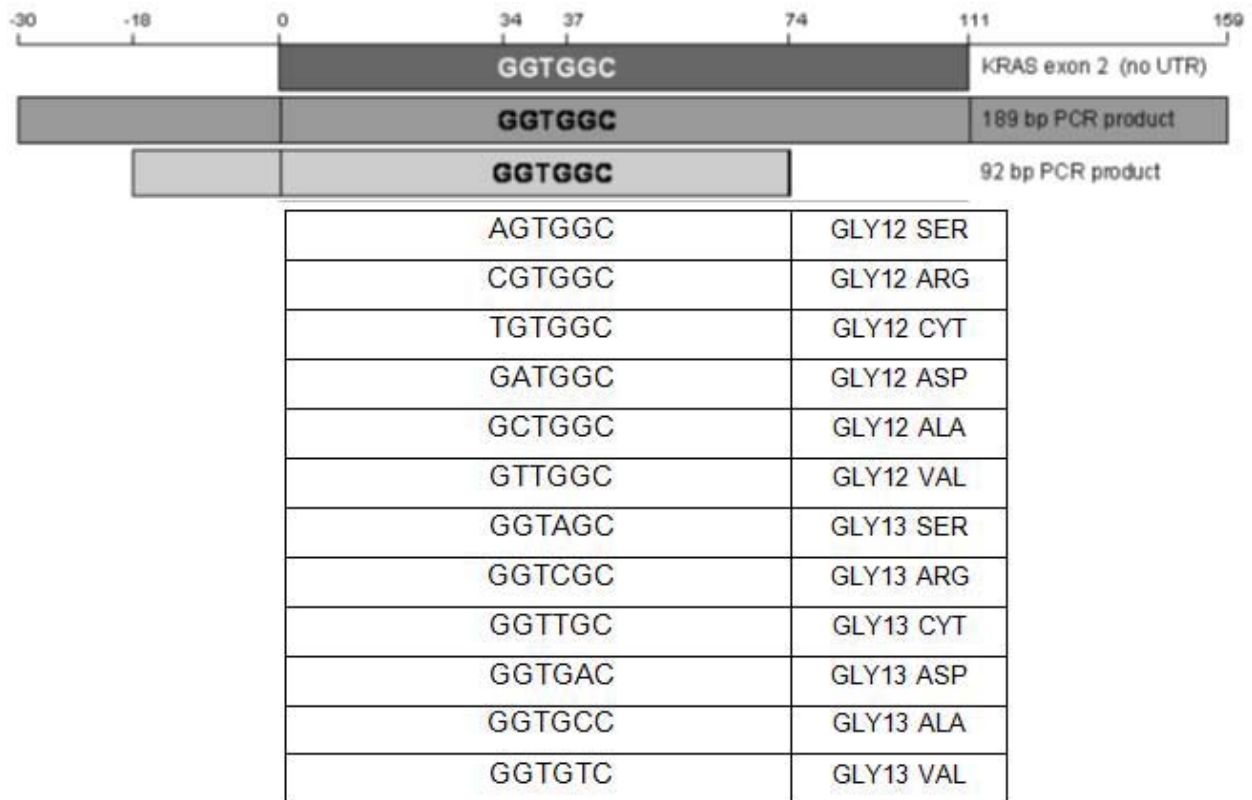 -30 -18 0 34 37 74 111 159
GGTGGC KRAS exon 2 (no UTR)
GGTGGC 189 bp PCR product
GGTGGC 92 bp PCR product
AGTGGC GLY12 SER
CGTGGC GLY12 ARG
TGTGGC GLY12 CYT
GATGGC GLY12 ASP
GCTGGC GLY12 ALA
GTTGGC GLY12 VAL
GGTAGC GLY13 SER
GGTCGC GLY13 ARG
GGTTGC GLY13 CYT
GGTGAC GLY13 ASP
GGTGCC GLY13 ALA
GGTGTC GLY13 VAL